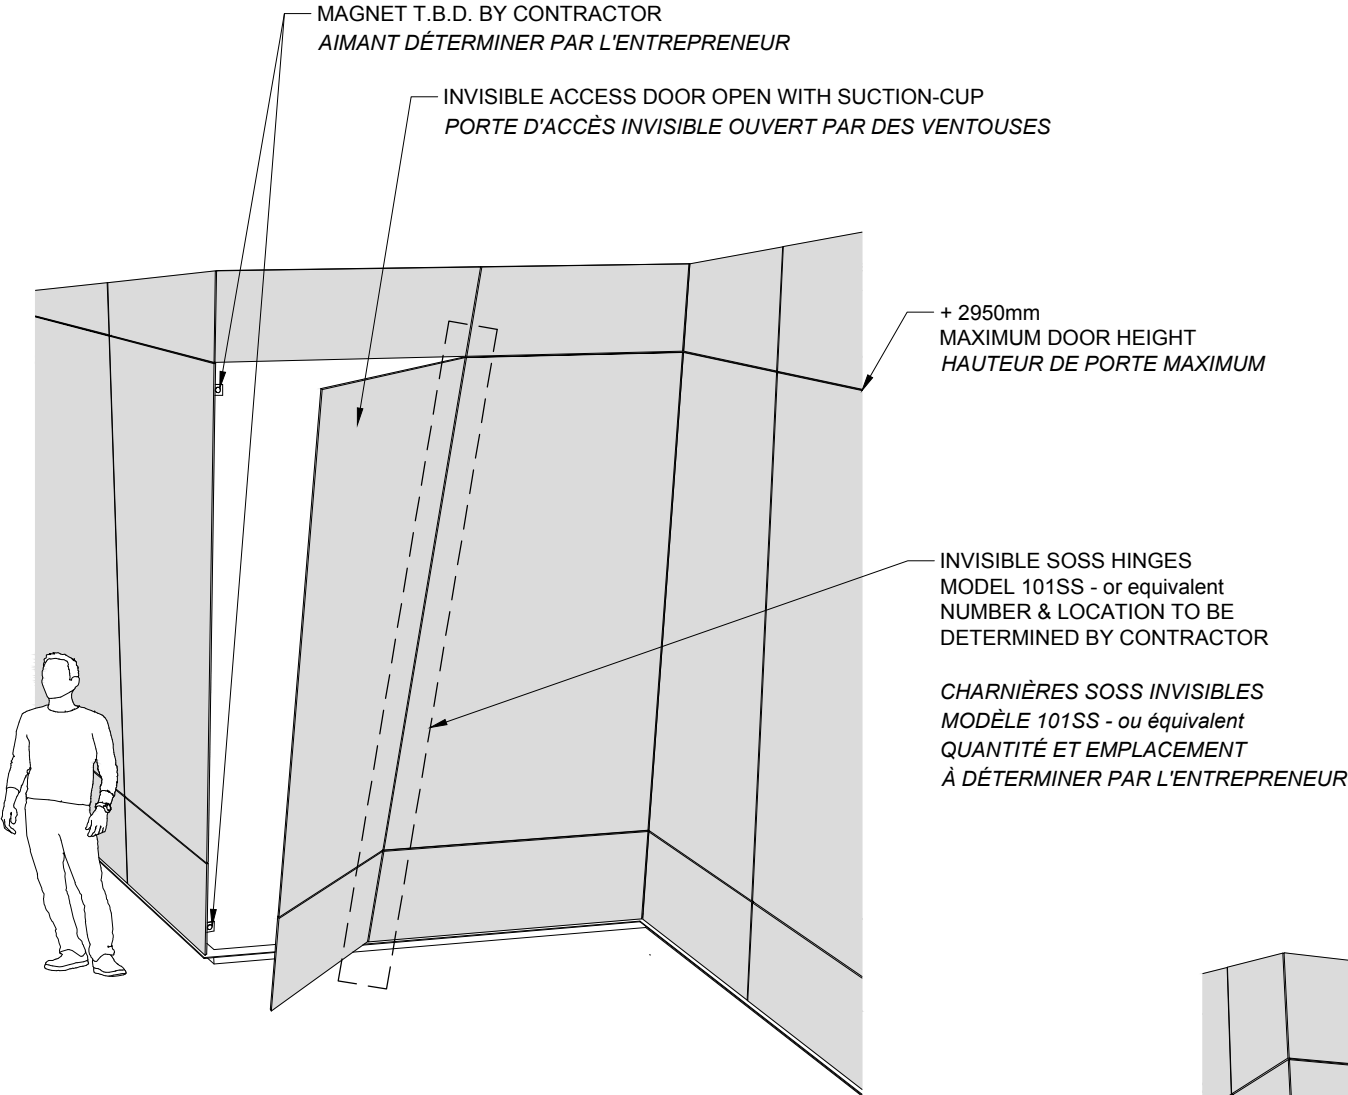 MAGNET T.B.D. BY CONTRACTOR
AIMANT DÉTERMINER PAR L'ENTREPRENEUR
INVISIBLE ACCESS DOOR OPEN WITH SUCTION-CUP
PORTE D'ACCÈS INVISIBLE OUVERT PAR DES VENTOUSES
+ 2950mm
MAXIMUM DOOR HEIGHT
HAUTEUR DE PORTE MAXIMUM
INVISIBLE SOSS HINGES
MODEL 101SS - or equivalent
NUMBER & LOCATION TO BE
DETERMINED BY CONTRACTOR
CHARNIÈRES SOSS INVISIBLES
MODÈLE 101SS - ou équivalent
QUANTITÉ ET EMPLACEMENT
À DÉTERMINER PAR L'ENTREPRENEUR